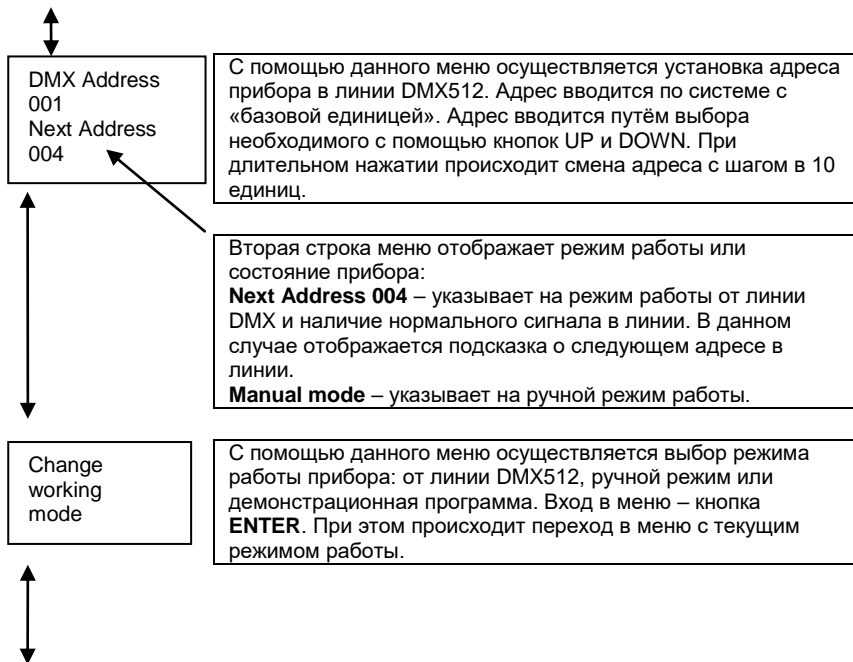 DMX Address
001
Next Address
004
С помощью данного меню осуществляется установка адреса
прибора в линии DMX512. Адрес вводится по системе с
«базовой единицей». Адрес вводится путём выбора
необходимого с помощью кнопок UP и DOWN. При
длительном нажатии происходит смена адреса с шагом в 10
единиц.
Вторая строка меню отображает режим работы или
состояние прибора:
Next Address 004 – указывает на режим работы от линии
DMX и наличие нормального сигнала в линии. В данном
случае отображается подсказка о следующем адресе в
линии.
Manual mode – указывает на ручной режим работы.
Change
working
mode
С помощью данного меню осуществляется выбор режима
работы прибора: от линии DMX512, ручной режим или
демонстрационная программа. Вход в меню – кнопка
ENTER. При этом происходит переход в меню с текущим
режимом работы.